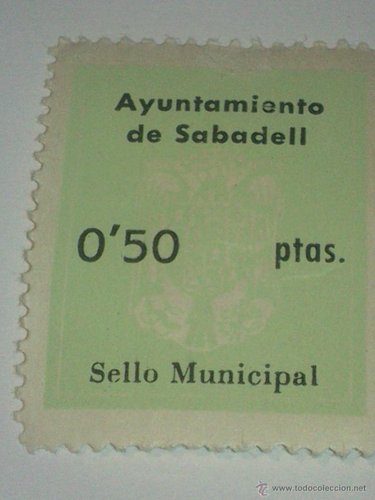 Ayuntamiento
de Sabadell
0'50 ptas.
Sello Municipal
© www.todocoleccion.net